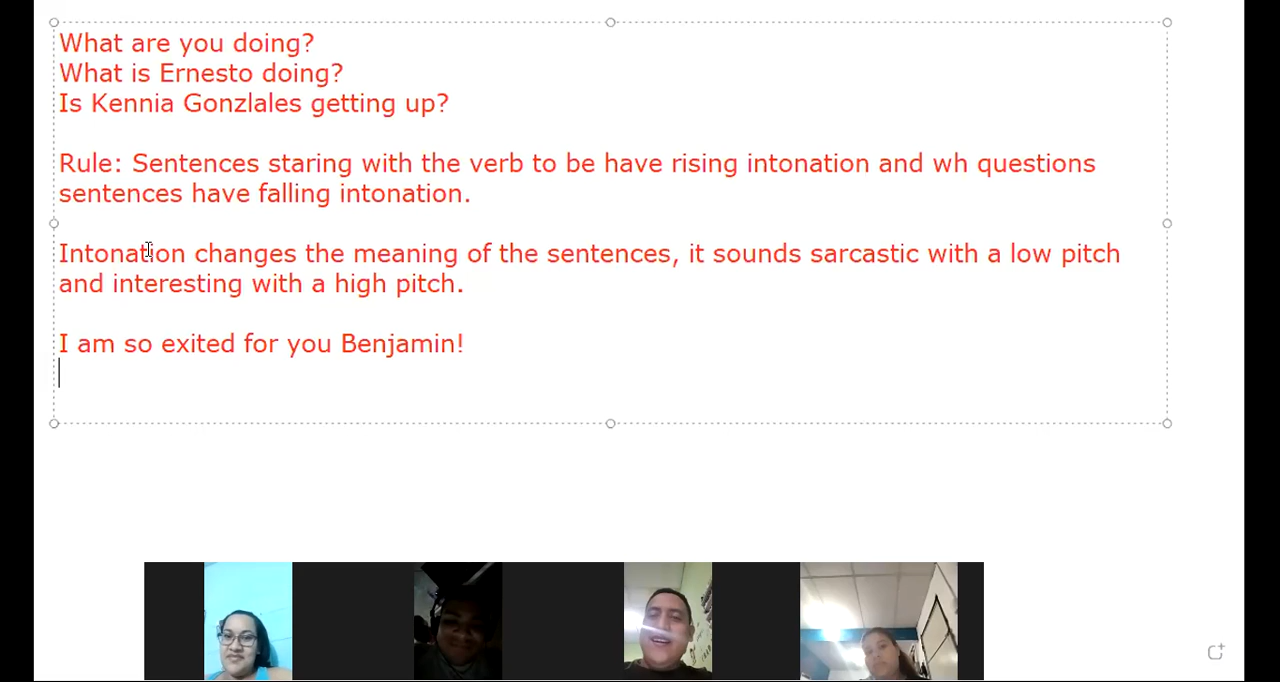 What are you doing?
What is Ernesto doing?
Is Kennia Gonzlales getting up?
Rule: Sentences staring with the verb to be have rising intonation and wh questions
sentences have falling intonation.
Intonation changes the meaning of the sentences, it sounds sarcastic with a low pitch
and interesting with a high pitch.
I am so exited for you Benjamin!